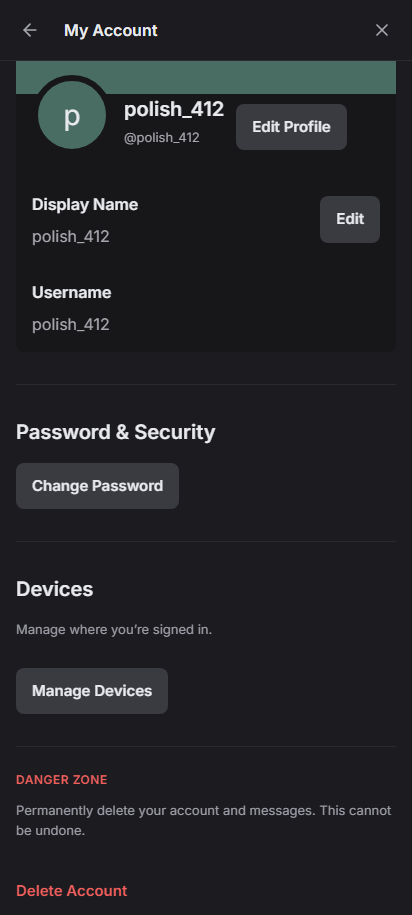 My Account
p
polish_412
@polish_412
Edit Profile
Display Name
polish_412
Edit
Username
polish_412
Password & Security
Change Password
Devices
Manage where you’re signed in.
Manage Devices
DANGER ZONE
Permanently delete your account and messages. This cannot
be undone.
Delete Account